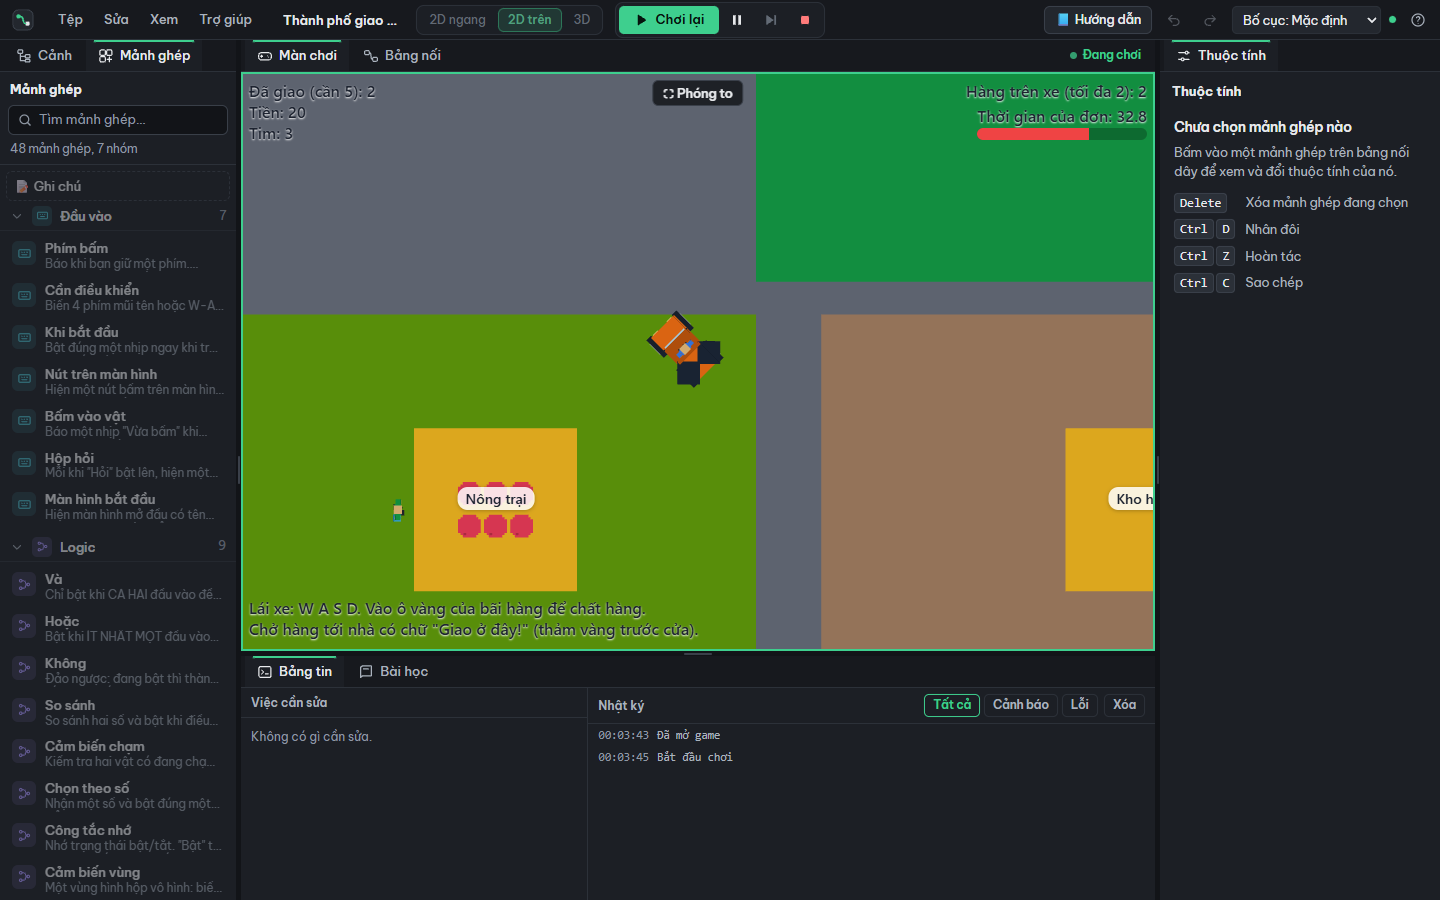 Tệp
Sửa
Xem
Trợ giúp
Thành phố giao ...
2D ngang
2D trên
3D
Chơi lại
Hướng dẫn
Bố cục: Mặc định
Cảnh
Mảnh ghép
Màn chơi
Bảng nối
Đang chơi
Thuộc tính
Mảnh ghép
Tìm mảnh ghép...
48 mảnh ghép, 7 nhóm
Ghi chú
Đầu vào 7
Phím bấm
Báo khi bạn giữ một phím....
Cần điều khiển
Biến 4 phím mũi tên hoặc W-A...
Khi bắt đầu
Bật đúng một nhịp ngay khi tr...
Nút trên màn hình
Hiện một nút bấm trên màn hìn...
Bấm vào vật
Báo một nhịp "Vừa bấm" khi...
Hộp hỏi
Mỗi khi "Hỏi" bật lên, hiện một...
Màn hình bắt đầu
Hiện màn hình mở đầu có tên...
Logic 9
Và
Chỉ bật khi CẢ HAI đầu vào đề...
Hoặc
Bật khi ÍT NHẤT MỘT đầu vào...
Không
Đảo ngược: đang bật thì thàn...
So sánh
So sánh hai số và bật khi điều...
Cảm biến chạm
Kiểm tra hai vật có đang chạ...
Chọn theo số
Nhận một số và bật đúng một...
Công tắc nhớ
Nhớ trạng thái bật/tắt. "Bật" t...
Cảm biến vùng
Một vùng hình hộp vô hình: biế...
Đã giao (cần 5): 2
Tiền: 20
Tim: 3
Phóng to
Hàng trên xe (tối đa 2): 2
Thời gian của đơn: 32.8
Nông trại
Kho h
Lái xe: W A S D. Vào ô vàng của bãi hàng để chất hàng.
Chở hàng tới nhà có chữ "Giao ở đây!" (thảm vàng trước cửa).
Bảng tin
Bài học
Việc cần sửa
Không có gì cần sửa.
Nhật ký
Tất cả
Cảnh báo
Lỗi
Xóa
00:03:43 Đã mở game
00:03:45 Bắt đầu chơi
Thuộc tính
Chưa chọn mảnh ghép nào
Bấm vào một mảnh ghép trên bảng nối
dây để xem và đổi thuộc tính của nó.
Delete Xóa mảnh ghép đang chọn
Ctrl D Nhân đôi
Ctrl Z Hoàn tác
Ctrl C Sao chép